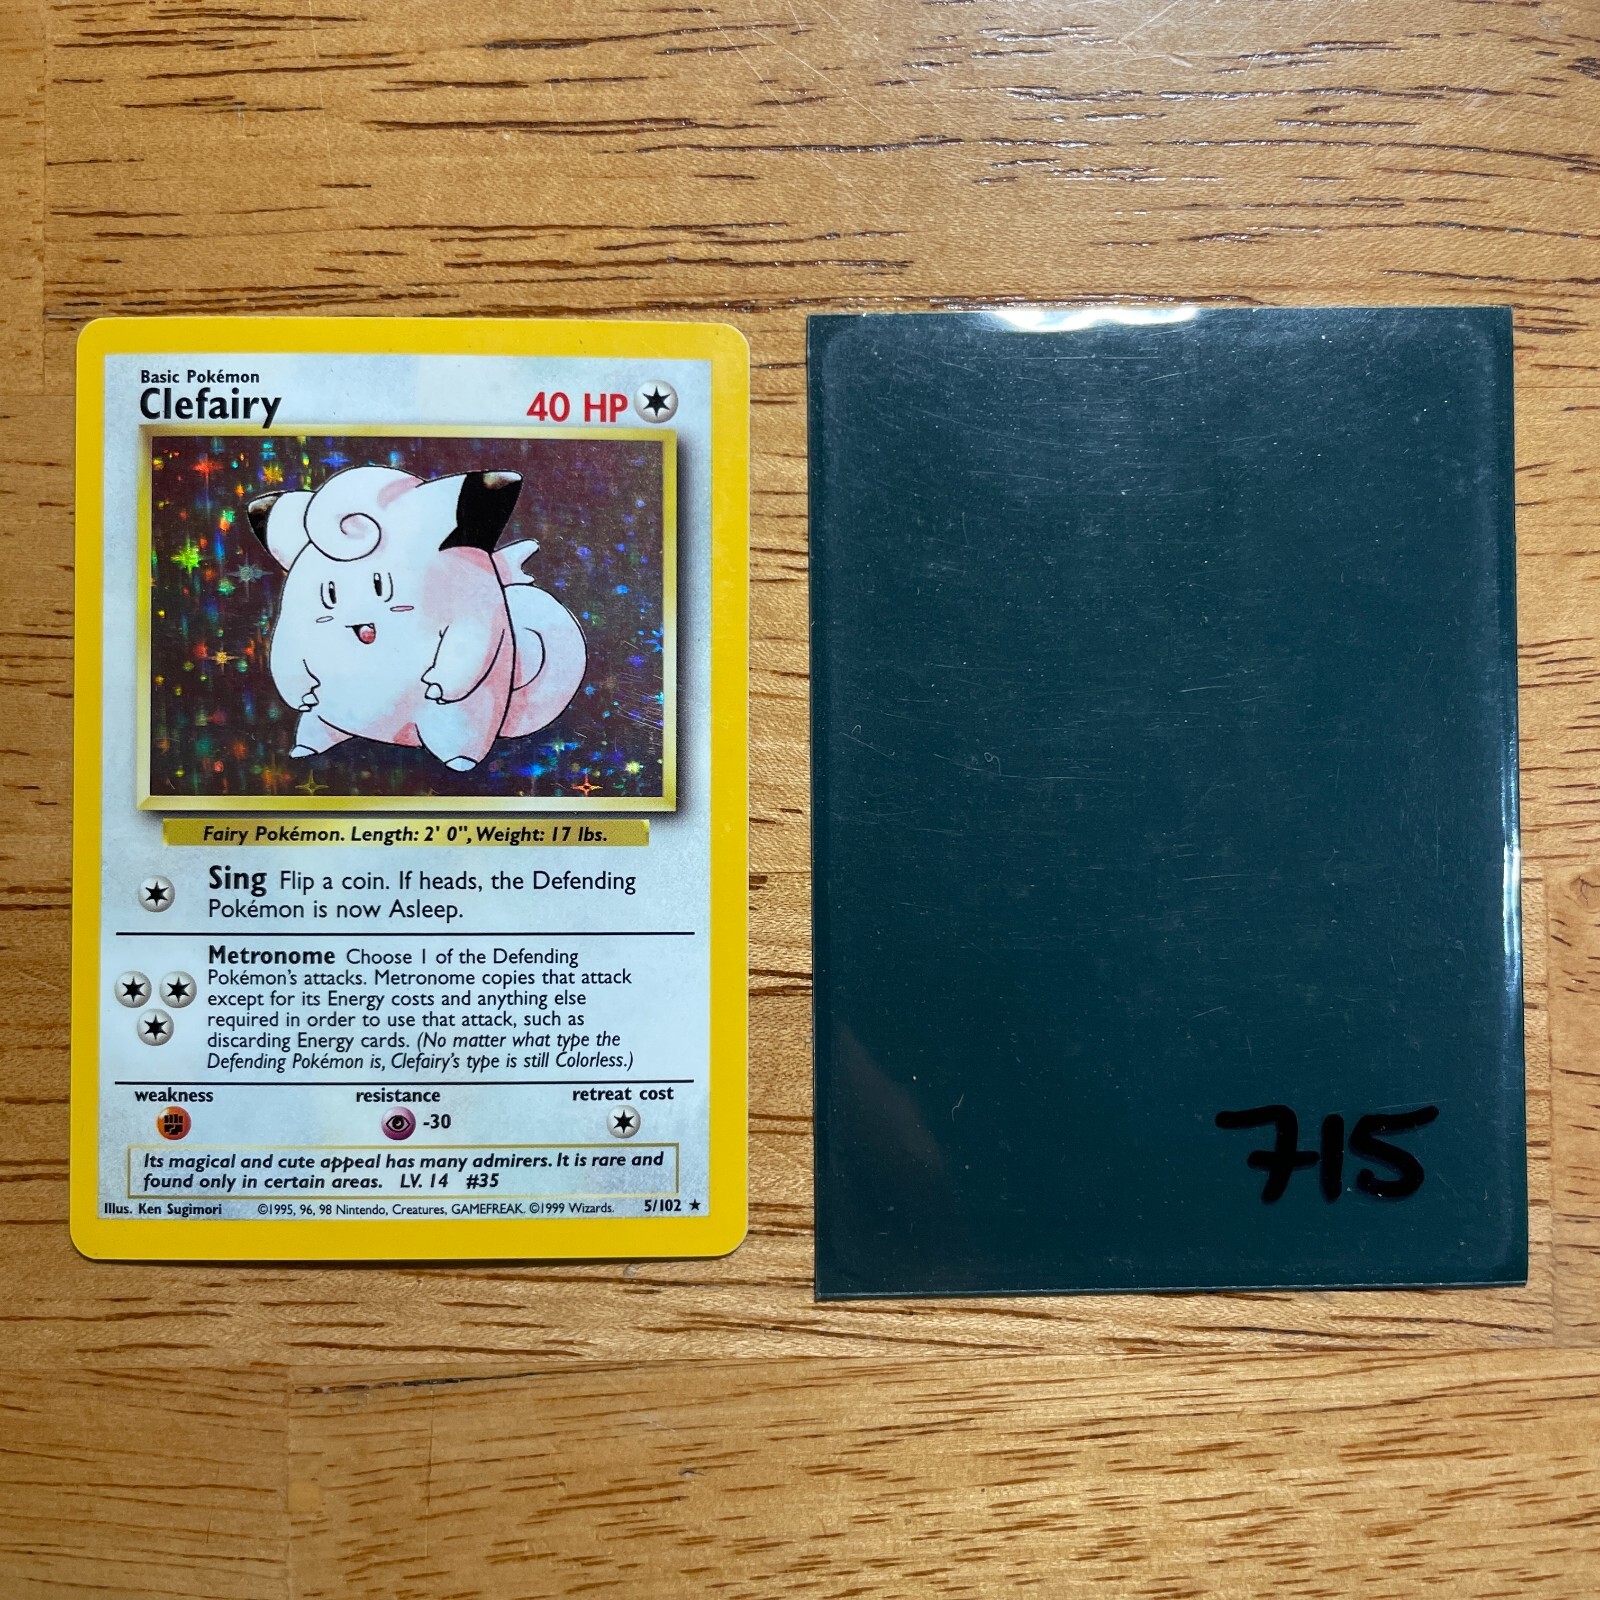 Basic Pokémon
Clefairy
40 HP
Fairy Pokémon. Length: 2' 0", Weight: 17 lbs.
Sing Flip a coin. If heads, the Defending
Pokémon is now Asleep.
Metronome Choose 1 of the Defending
Pokémon's attacks. Metronome copies that attack
except for its Energy costs and anything else
required in order to use that attack, such as
discarding Energy cards. (No matter what type the
Defending Pokémon is, Clefairy's type is still Colorless.)
weakness resistance retreat cost
-30
Its magical and cute appeal has many admirers. It is rare and
found only in certain areas. LV. 14 #35
Illus. Ken Sugimori ©1995, 96, 98 Nintendo, Creatures, GAMEFREAK. ©1999 Wizards. 5/102 ★
715